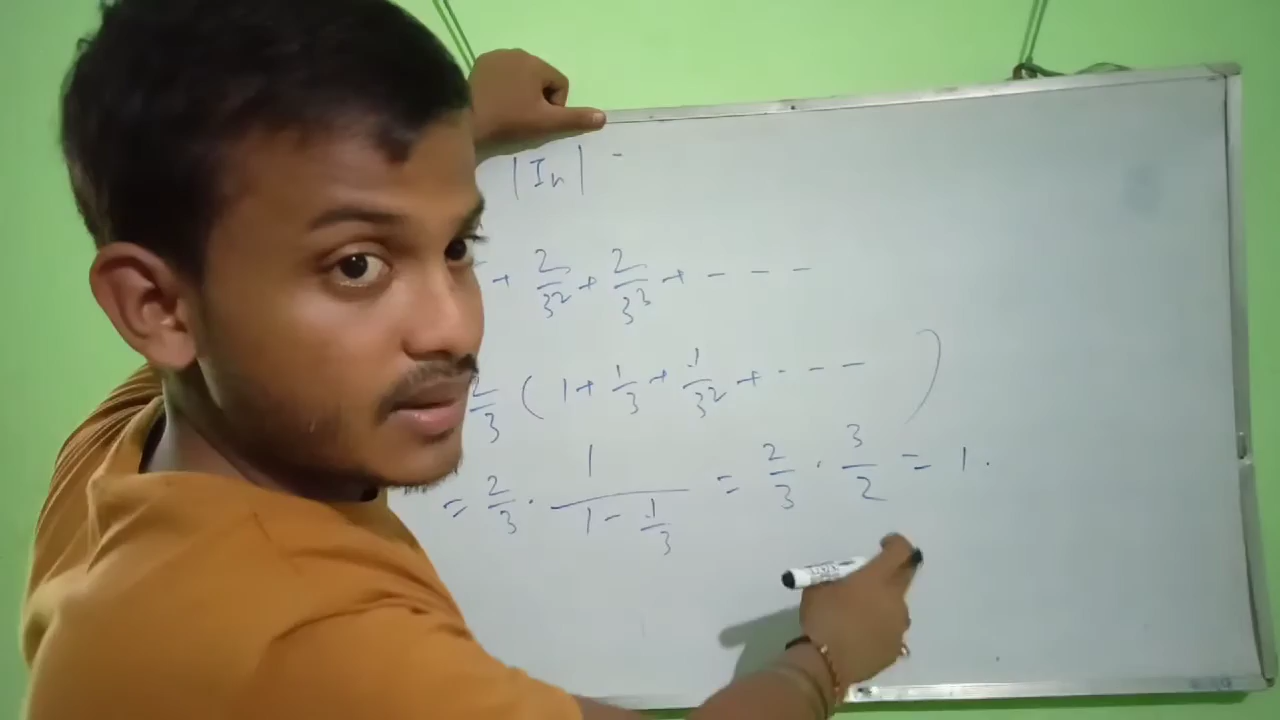 |In| -
+ 2/3² + 2/3³ + - - -
2/3 ( 1 + 1/3 + 1/3² + - - - )
= 2/3 · 1/(1 - 1/3) = 2/3 · 3/2 = 1.